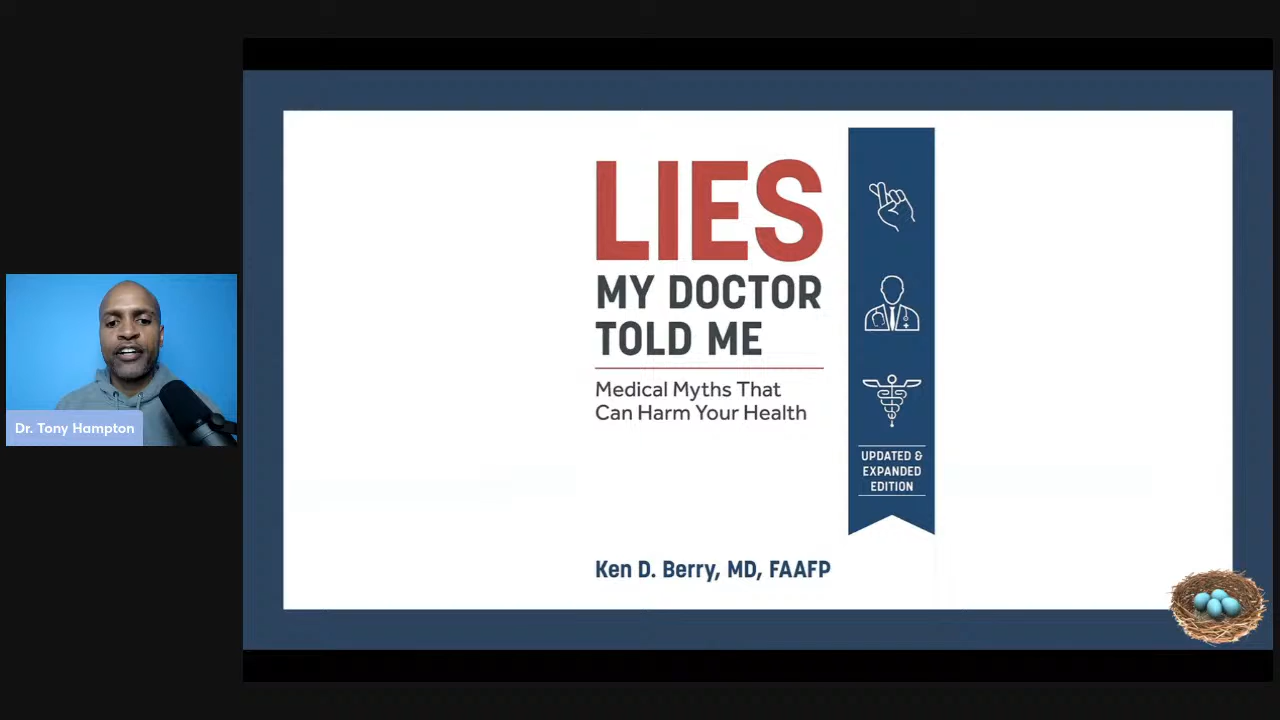 Dr. Tony Hampton
LIES
MY DOCTOR
TOLD ME
Medical Myths That
Can Harm Your Health
UPDATED &
EXPANDED
EDITION
Ken D. Berry, MD, FAAFP